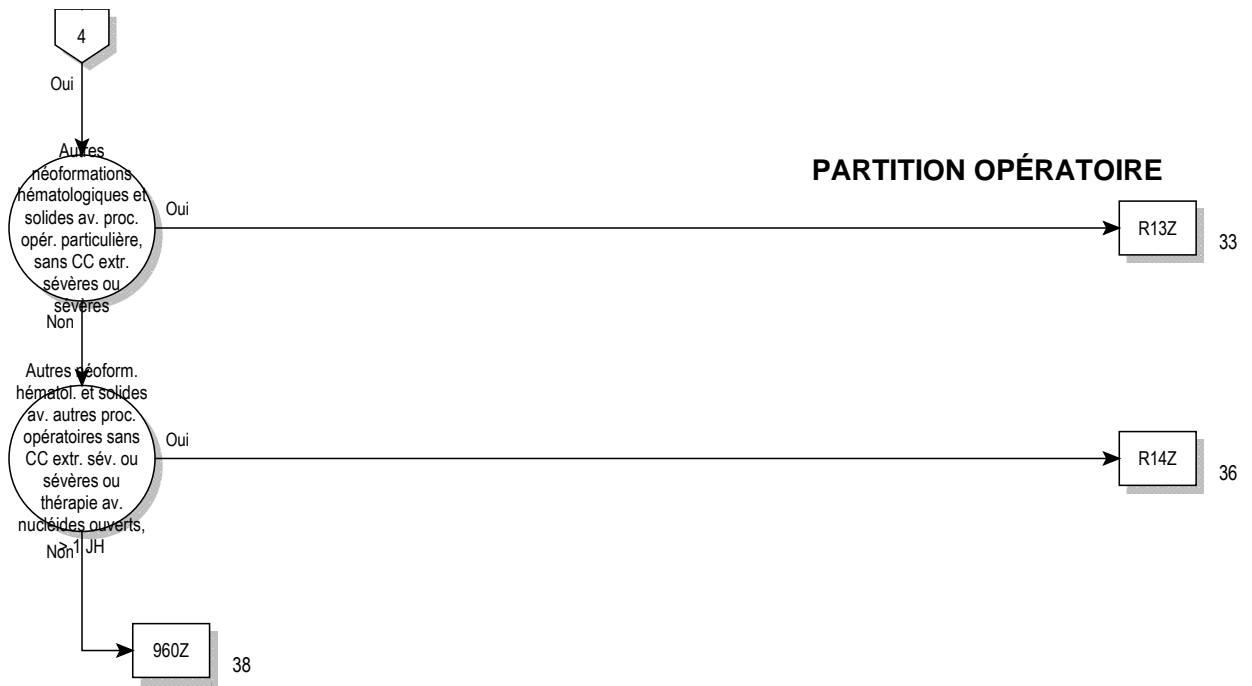 4
Oui
PARTITION OPÉRATOIRE
Autres
néoformations
hématologiques et
solides av. proc.
opér. particulière,
sans CC extr.
sévères ou
sévères
Oui
R13Z
33
Non
Autres néoform.
hématol. et solides
av. autres proc.
opératoires sans
CC extr. sév. ou
sévères ou
thérapie av.
nucléides ouverts,
> 1 JH
Oui
R14Z
36
Non
960Z
38